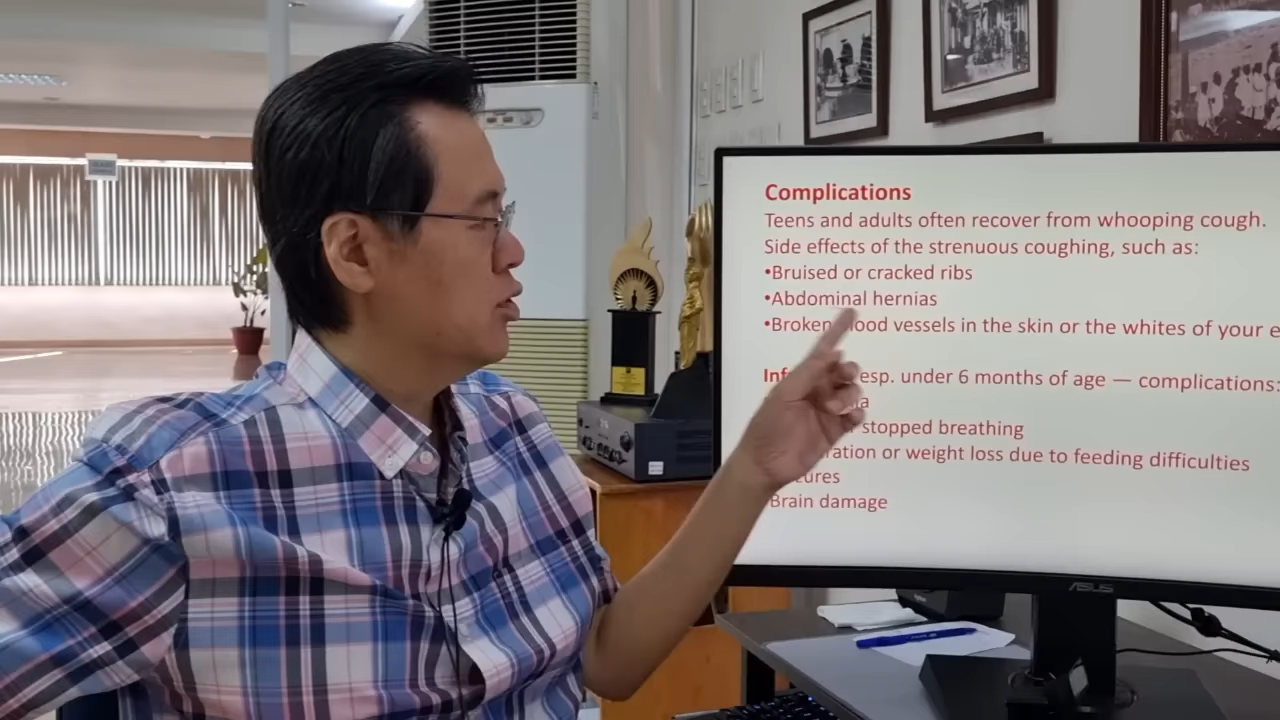 Complications
Teens and adults often recover from whooping cough.
Side effects of the strenuous coughing, such as:
•Bruised or cracked ribs
•Abdominal hernias
•Broken blood vessels in the skin or the whites of your e
esp. under 6 months of age — complications:
stopped breathing
or weight loss due to feeding difficulties
Brain damage
ASUS